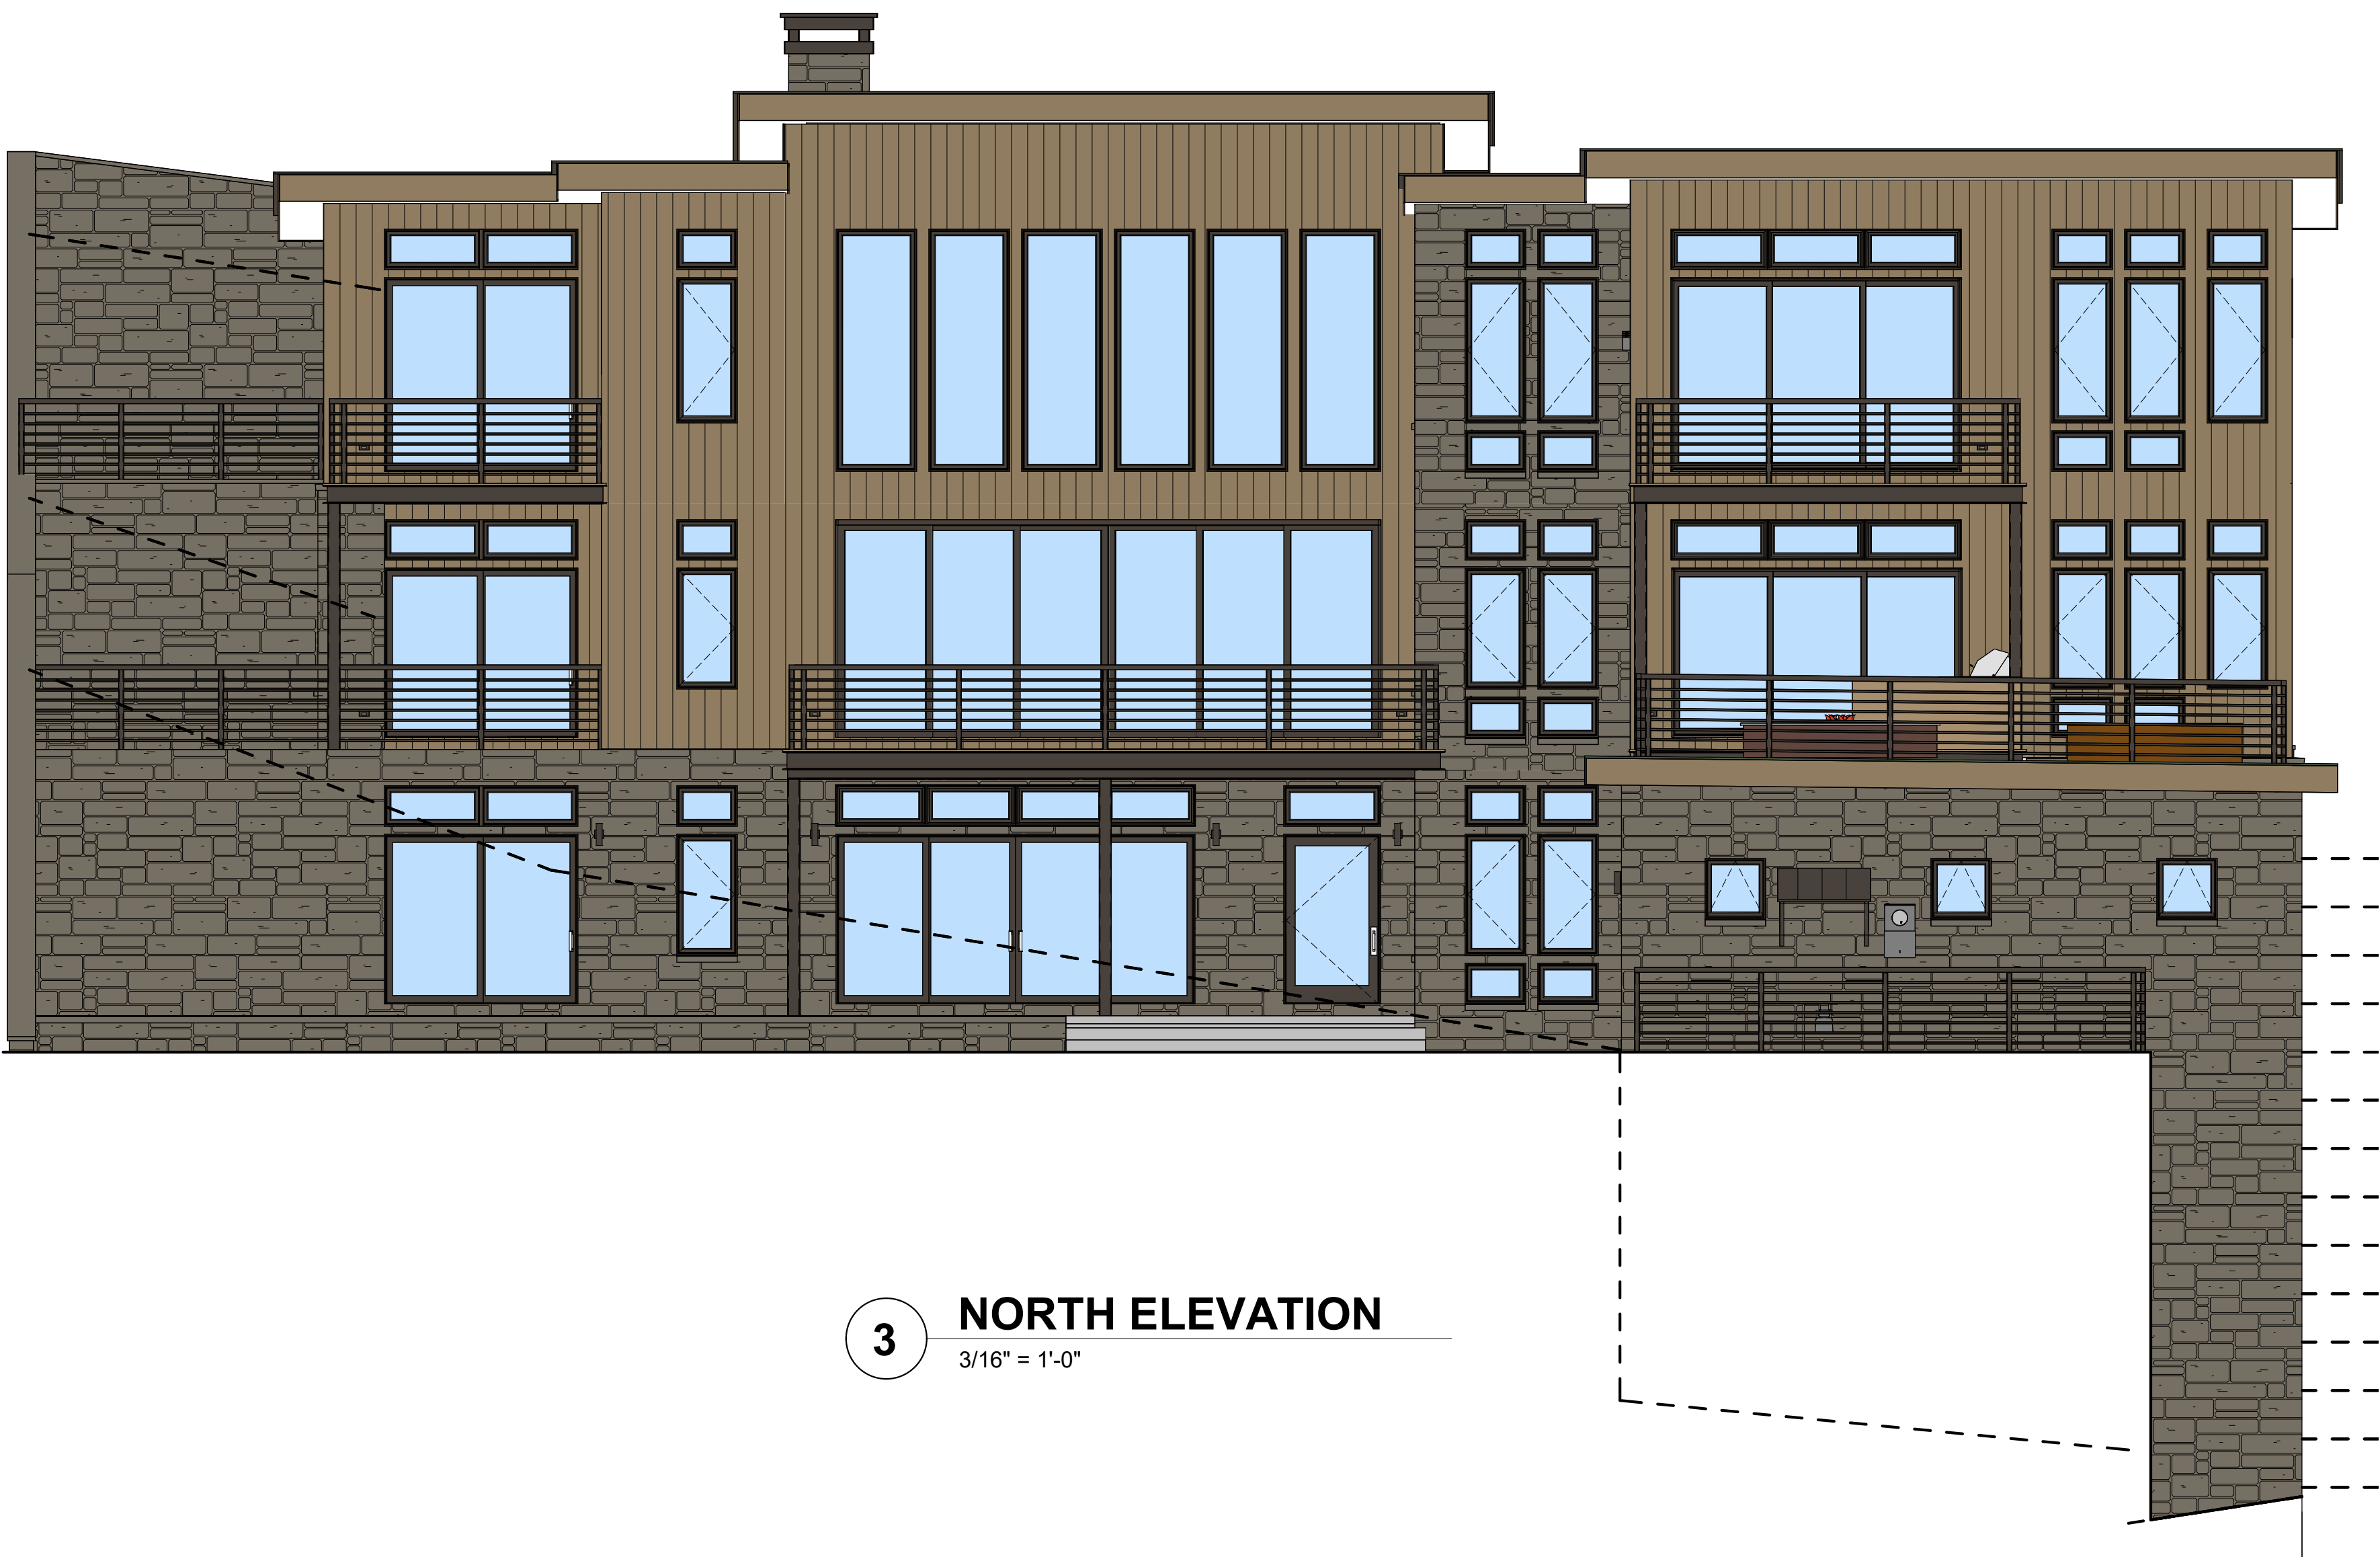 3
NORTH ELEVATION
3/16" = 1'-0"